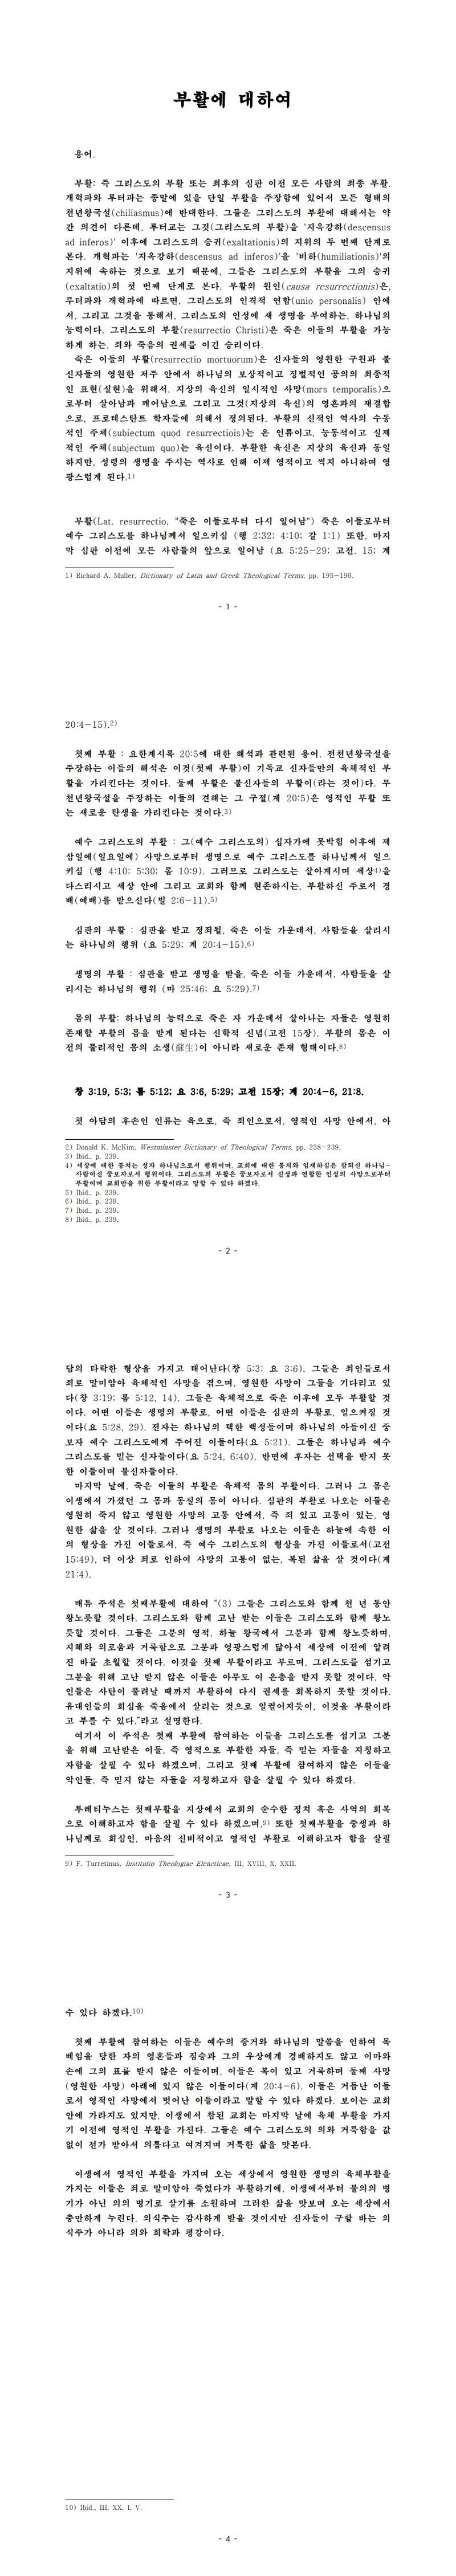 부활에 대하여
용어.
부활: 즉 그리스도의 부활 또는 최후의 심판 이전 모든 사람의 최종 부활.
개혁파와 루터파는 종말에 있을 단일 부활을 주장함에 있어서 모든 형태의
천년왕국설(chiliasmus)에 반대한다. 그들은 그리스도의 부활에 대해서는 약
간 의견이 다른데, 루터교는 그것(그리스도의 부활)을 '지옥강하(descensus
ad inferos)' 이후에 그리스도의 승귀(exaltationis)의 지위의 두 번째 단계로
본다. 개혁파는 '지옥강하(descensus ad inferos)'을 '비하(humiliationis)'의
지위에 속하는 것으로 보기 때문에, 그들은 그리스도의 부활을 그의 승귀
(exaltatio)의 첫 번째 단계로 본다. 부활의 원인(causa resurrectionis)은,
루터파와 개혁파에 따르면, 그리스도의 인격적 연합(unio personalis) 안에
서, 그리고 그것을 통해서, 그리스도의 인성에 새 생명을 부여하는, 하나님의
능력이다. 그리스도의 부활(resurrectio Christi)은 죽은 이들의 부활을 가능
하게 하는, 죄와 죽음의 권세를 이긴 승리이다.
죽은 이들의 부활(resurrectio mortuorum)은 신자들의 영원한 구원과 불
신자들의 영원한 저주 안에서 하나님의 보상적이고 징벌적인 공의의 최종적
인 표현(실현)을 위해서, 지상의 육신의 일시적인 사망(mors temporalis)으
로부터 살아남과 깨어남으로 그리고 그것(지상의 육신)의 영혼과의 재결합
으로, 프로테스탄트 학자들에 의해서 정의된다. 부활의 신적인 역사의 수동
적인 주체(subiectum quod resurrectiois)는 온 인류이고, 능동적이고 실제
적인 주체(subjectum quo)는 육신이다. 부활한 육신은 지상의 육신과 동일
하지만, 성령의 생명을 주시는 역사로 인해 이제 영적이고 썩지 아니하며 영
광스럽게 된다.1)
부활(Lat. resurrectio, "죽은 이들로부터 다시 일어남") 죽은 이들로부터
예수 그리스도를 하나님께서 일으키심 (행 2:32; 4:10; 갈 1:1) 또한, 마지
막 심판 이전에 모든 사람들의 앞으로 일어남 (요 5:25-29; 고전. 15; 계
1) Richard A. Muller, Dictionary of Latin and Greek Theological Terms, pp. 195-196.
- 1 -
20:4-15).2)
첫째 부활 : 요한계시록 20:5에 대한 해석과 관련된 용어. 전천년왕국설을
주장하는 이들의 해석은 이것(첫째 부활)이 기독교 신자들만의 육체적인 부
활을 가리킨다는 것이다. 둘째 부활은 불신자들의 부활이(라는 것이)다. 무
천년왕국설을 주장하는 이들의 견해는 그 구절(계 20:5)은 영적인 부활 또
는 새로운 탄생을 가리킨다는 것이다.3)
예수 그리스도의 부활 : 그(예수 그리스도의) 십자가에 못박힘 이후에 제
삼일에(일요일에) 사망으로부터 생명으로 예수 그리스도를 하나님께서 일으
키심 (행 4:10; 5:30; 롬 10:9). 그러므로 그리스도는 살아계시며 세상4)을
다스리시고 세상 안에 그리고 교회와 함께 현존하시는, 부활하신 주로서 경
배(예배)를 받으신다(빌 2:6-11).5)
심판의 부활 : 심판을 받고 정죄될, 죽은 이들 가운데서, 사람들을 살리시
는 하나님의 행위 (요 5:29; 계 20:4-15).6)
생명의 부활 : 심판을 받고 생명을 받을, 죽은 이들 가운데서, 사람들을 살
리시는 하나님의 행위 (마 25:46; 요 5:29).7)
몸의 부활: 하나님의 능력으로 죽은 자 가운데서 살아나는 자들은 영원히
존재할 부활의 몸을 받게 된다는 신학적 신념(고전 15장). 부활의 몸은 이
전의 물리적인 몸의 소생(蘇生)이 아니라 새로운 존재 형태이다.8)
창 3:19, 5:3; 롬 5:12; 요 3:6, 5:29; 고전 15장; 계 20:4-6, 21:8.
첫 아담의 후손인 인류는 육으로, 즉 죄인으로서, 영적인 사망 안에서, 아
2) Donald K. McKim, Westminster Dictionary of Theological Terms, pp. 238-239.
3) Ibid., p. 239.
4) 세상에 대한 통치는 성자 하나님으로서 행위이며, 교회에 대한 통치와 임재하심은 참되신 하나님-
사람이신 중보자로서 행위이다. 그리스도의 부활은 중보자로서 신성과 연합한 인성의 사망으로부터
부활이며 교회만을 위한 부활이라고 말할 수 있다 하겠다.
5) Ibid., p. 239.
6) Ibid., p. 239.
7) Ibid., p. 239.
8) Ibid., p. 239.
- 2 -
담의 타락한 형상을 가지고 태어난다(창 5:3; 요 3:6). 그들은 죄인들로서
죄로 말미암아 육체적인 사망을 겪으며, 영원한 사망이 그들을 기다리고 있
다(창 3:19; 롬 5:12, 14). 그들은 육체적으로 죽은 이후에 모두 부활할 것
이다. 어떤 이들은 생명의 부활로, 어떤 이들은 심판의 부활로, 일으켜질 것
이다(요 5:28, 29). 전자는 하나님의 택한 백성들이며 하나님의 아들이신 중
보자 예수 그리스도에게 주어진 이들이다(요 5:21). 그들은 하나님과 예수
그리스도를 믿는 신자들이다(요 5:24, 6:40). 반면에 후자는 선택을 받지 못
한 이들이며 불신자들이다.
마지막 날에, 죽은 이들의 부활은 육체적 몸의 부활이다. 그러나 그 몸은
이생에서 가졌던 그 몸과 동질의 몸이 아니다. 심판의 부활로 나오는 이들은
영원히 죽지 않고 영원한 사망의 고통 안에서, 즉 죄 있고 고통이 있는, 영
원한 삶을 살 것이다. 그러나 생명의 부활로 나오는 이들은 하늘에 속한 이
의 형상을 가진 이들로서, 즉 예수 그리스도의 형상을 가진 이들로서(고전
15:49), 더 이상 죄로 인하여 사망의 고통이 없는, 복된 삶을 살 것이다(계
21:4).
매튜 주석은 첫째부활에 대하여 "(3) 그들은 그리스도와 함께 천 년 동안
왕노릇할 것이다. 그리스도와 함께 고난 받는 이들은 그리스도와 함께 왕노
릇할 것이다. 그들은 그분의 영적, 하늘 왕국에서 그분과 함께 왕노릇하며,
지혜와 의로움과 거룩함으로 그분과 영광스럽게 닮아서 세상에 이전에 알려
진 바를 초월할 것이다. 이것을 첫째 부활이라고 부르며, 그리스도를 섬기고
그분을 위해 고난 받지 않은 이들은 아무도 이 은총을 받지 못할 것이다. 악
인들은 사탄이 풀려날 때까지 부활하여 다시 권세를 회복하지 못할 것이다.
유대인들의 회심을 죽음에서 살리는 것으로 일컬어지듯이, 이것을 부활이라
고 부를 수 있다."라고 설명한다.
여기서 이 주석은 첫째 부활에 참여하는 이들을 그리스도를 섬기고 그분
을 위해 고난받은 이들, 즉 영적으로 부활한 자들, 즉 믿는 자들을 지칭하고
자함을 살필 수 있다 하겠으며, 그리고 첫째 부활에 참여하지 않은 이들을
악인들, 즉 믿지 않는 자들을 지칭하고자 함을 살필 수 있다 하겠다.
투레티누스는 첫째부활을 지상에서 교회의 순수한 정치 혹은 사역의 회복
으로 이해하고자 함을 살필 수 있다 하겠으며,9) 또한 첫째부활을 중생과 하
나님께로 회심인, 마음의 신비적이고 영적인 부활로 이해하고자 함을 살필
9) F. Turretinus, Institutio Theologiae Elencticae, III, XVIII, X, XXII.
- 3 -
수 있다 하겠다.10)
첫째 부활에 참여하는 이들은 예수의 증거와 하나님의 말씀을 인하여 목
베임을 당한 자의 영혼들과 짐승과 그의 우상에게 경배하지도 않고 이마와
손에 그의 표를 받지 않은 이들이며, 이들은 복이 있고 거룩하며 둘째 사망
(영원한 사망) 아래에 있지 않은 이들이다(계 20:4-6). 이들은 거듭난 이들
로서 영적인 사망에서 벗어난 이들이라고 말할 수 있다 하겠다. 보이는 교회
안에 가라지도 있지만, 이생에서 참된 교회는 마지막 날에 육체 부활을 가지
기 이전에 영적인 부활을 가진다. 그들은 예수 그리스도의 의와 거룩함을 값
없이 전가 받아서 의롭다고 여겨지며 거룩한 삶을 맛본다.
이생에서 영적인 부활을 가지며 오는 세상에서 영원한 생명의 육체부활을
가지는 이들은 죄로 말미암아 죽었다가 부활하기에, 이생에서부터 불의의 병
기가 아닌 의의 병기로 살기를 소원하며 그러한 삶을 맛보며 오는 세상에서
충만하게 누린다. 의식주는 감사하게 받을 것이지만 신자들이 구할 바는 의
식주가 아니라 의와 희락과 평강이다.
10) Ibid., III, XX, I, V.
- 4 -